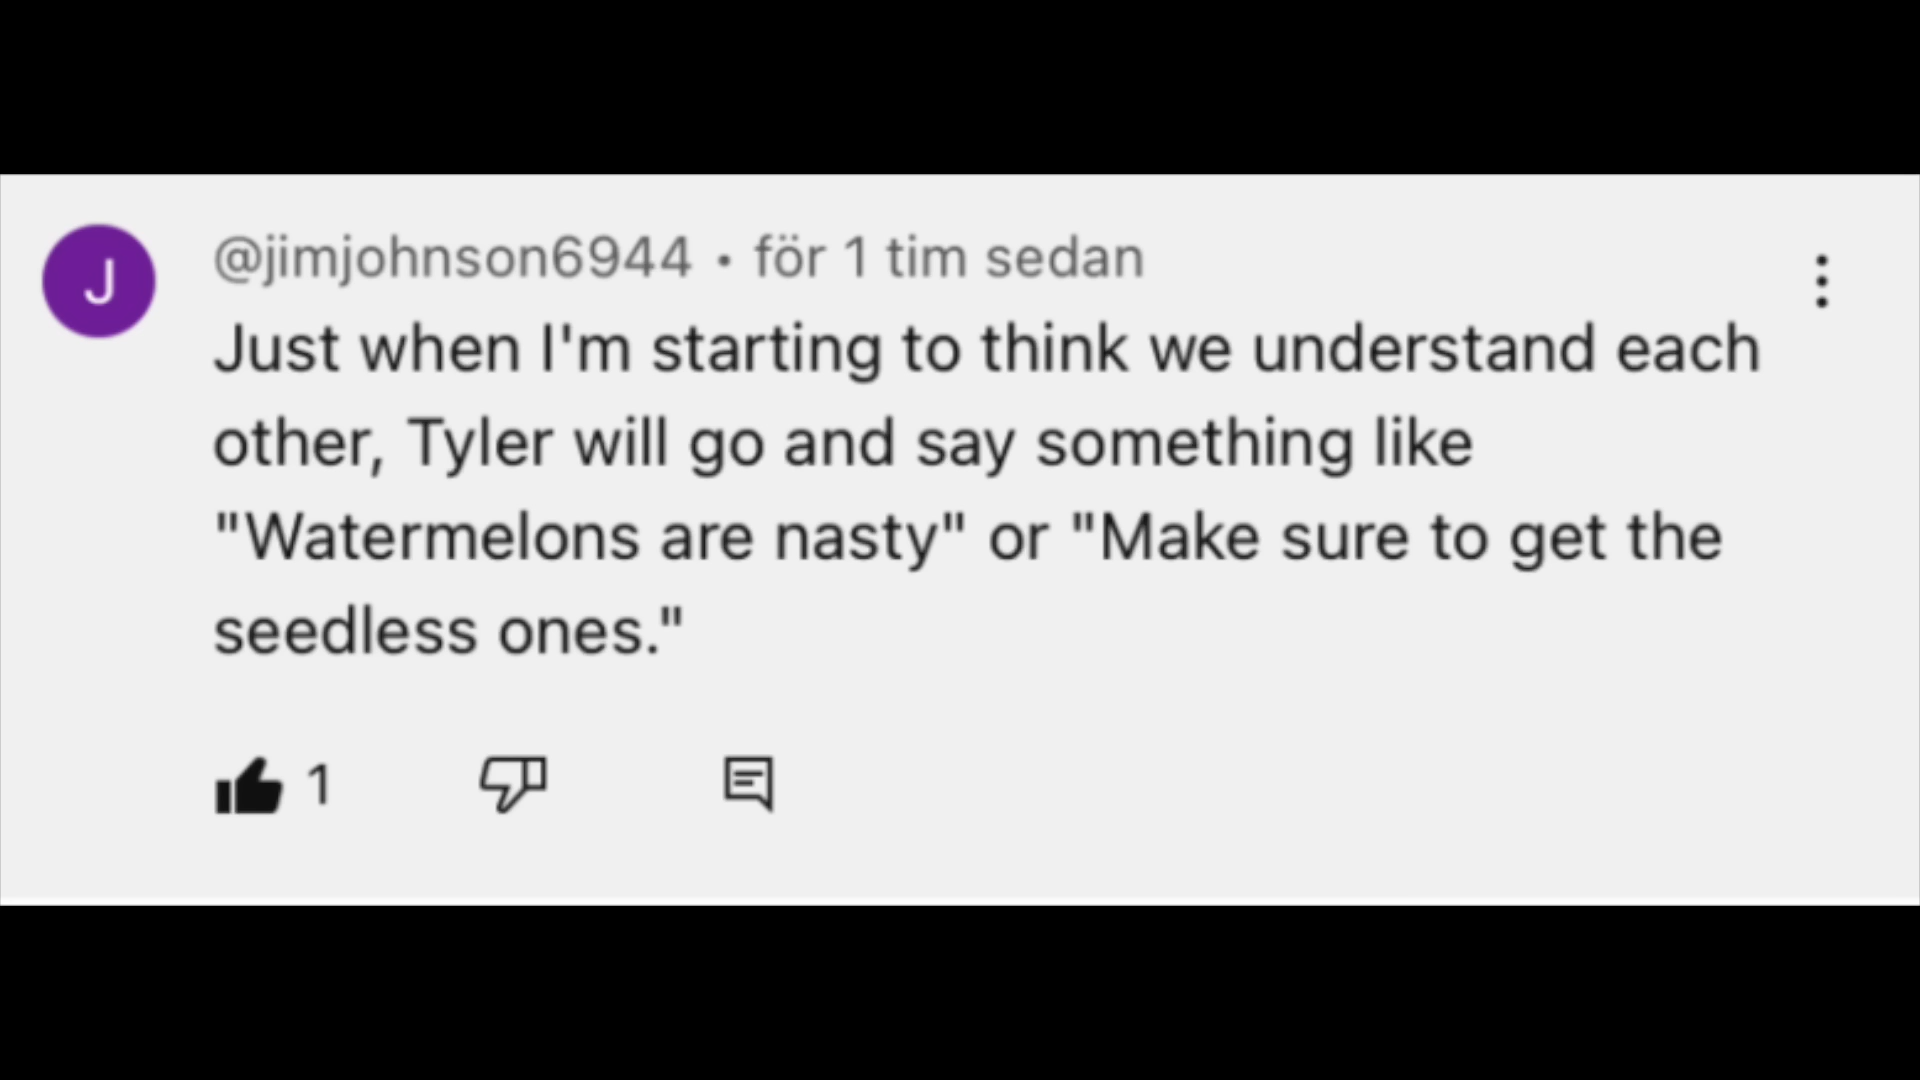 J
@jimjohnson6944 • för 1 tim sedan
Just when I'm starting to think we understand each
other, Tyler will go and say something like
"Watermelons are nasty" or "Make sure to get the
seedless ones."
1